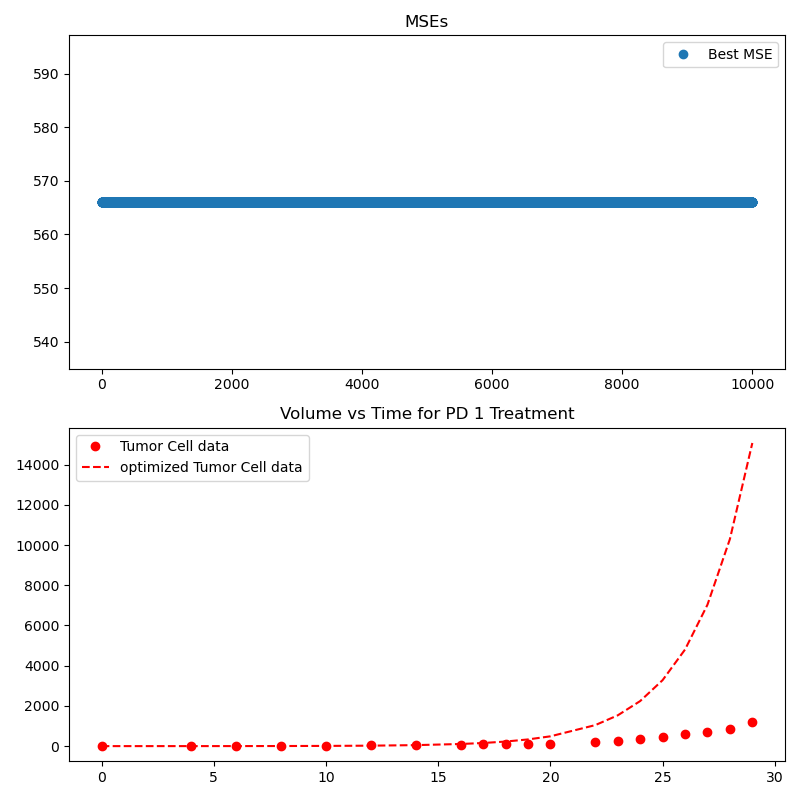 MSEs
Best MSE
590
580
570
560
550
540
0 2000 4000 6000 8000 10000
Volume vs Time for PD 1 Treatment
Tumor Cell data
optimized Tumor Cell data
14000
12000
10000
8000
6000
4000
2000
0
0 5 10 15 20 25 30